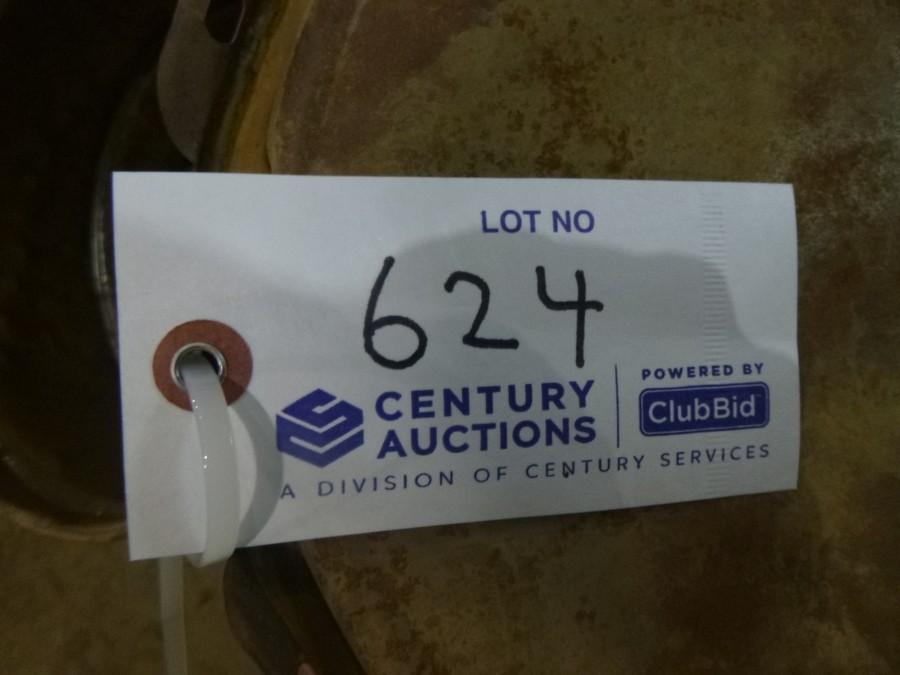 LOT NO
624
CENTURY
AUCTIONS
A DIVISION OF CENTURY SERVICES
POWERED BY
ClubBid